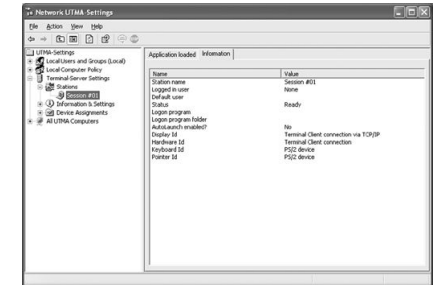 Network UTMA-Settings
File Action View Help
UTMA-Settings
Local Users and Groups (Local)
Local Computer Policy
Terminal-Server Settings
Stations
Session #01
Information & Settings
Device Assignments
All UTMA Computers
Application loaded Information
Name Value
Station name Session #01
Logged in user None
Default user
Status Ready
Logon program
Logon program folder
AutoLaunch enabled? No
Display Id Terminal Client connection via TCP/IP
Hardware Id Terminal Client connection
Keyboard Id PS/2 device
Pointer Id PS/2 device